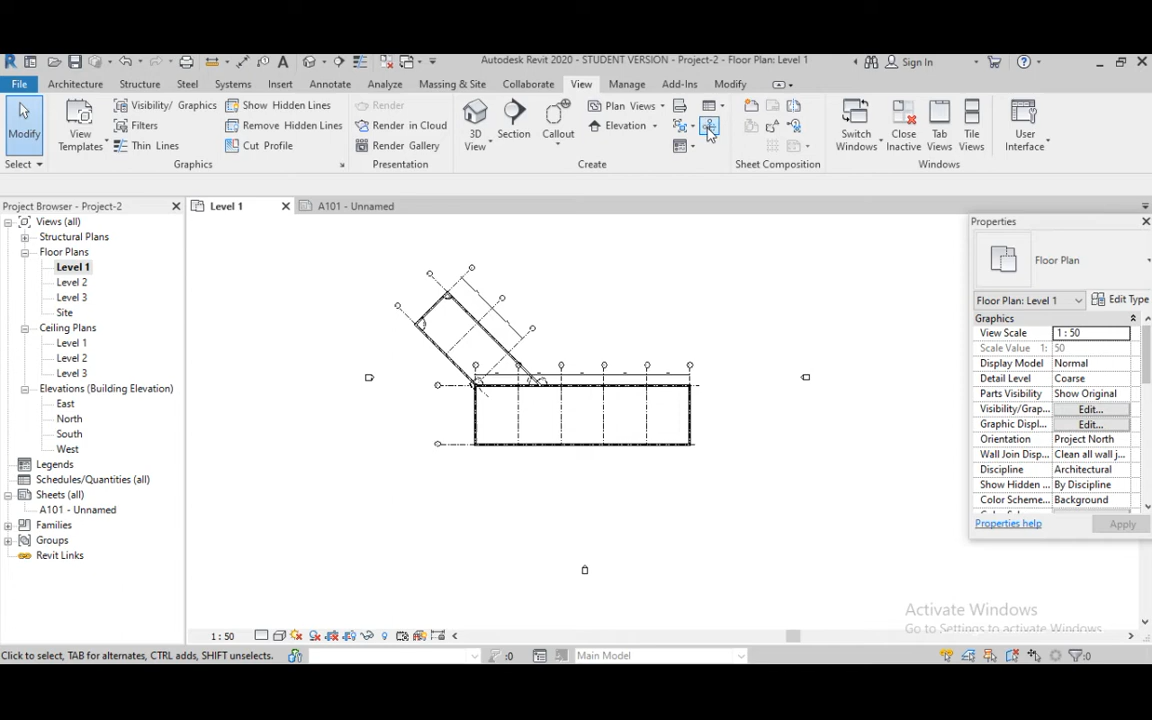 Autodesk Revit 2020 - STUDENT VERSION - Project-2 - Floor Plan: Level 1
Sign In
File Architecture Structure Steel Systems Insert Annotate Analyze Massing & Site Collaborate View Manage Add-Ins Modify
Modify
View Templates
Visibility/ Graphics
Filters
Thin Lines
Show Hidden Lines
Remove Hidden Lines
Cut Profile
Render
Render in Cloud
Render Gallery
3D View
Section
Callout
Plan Views
Elevation
Switch Windows
Close Inactive
Tab Views
Tile Views
User Interface
Select
Graphics
Presentation
Create
Sheet Composition
Windows
Project Browser - Project-2
Views (all)
Structural Plans
Floor Plans
Level 1
Level 2
Level 3
Site
Ceiling Plans
Level 1
Level 2
Level 3
Elevations (Building Elevation)
East
North
South
West
Legends
Schedules/Quantities (all)
Sheets (all)
A101 - Unnamed
Families
Groups
Revit Links
Level 1
A101 - Unnamed
Properties
Floor Plan
Floor Plan: Level 1
Edit Type
Graphics
View Scale 1 : 50
Scale Value 1: 50
Display Model Normal
Detail Level Coarse
Parts Visibility Show Original
Visibility/Grap... Edit...
Graphic Displ... Edit...
Orientation Project North
Wall Join Disp... Clean all wall j...
Discipline Architectural
Show Hidden ... By Discipline
Color Scheme... Background
Properties help
Apply
Activate Windows
Go to Settings to activate Windows.
1 : 50
Click to select, TAB for alternates, CTRL adds, SHIFT unselects.
:0
Main Model
:0